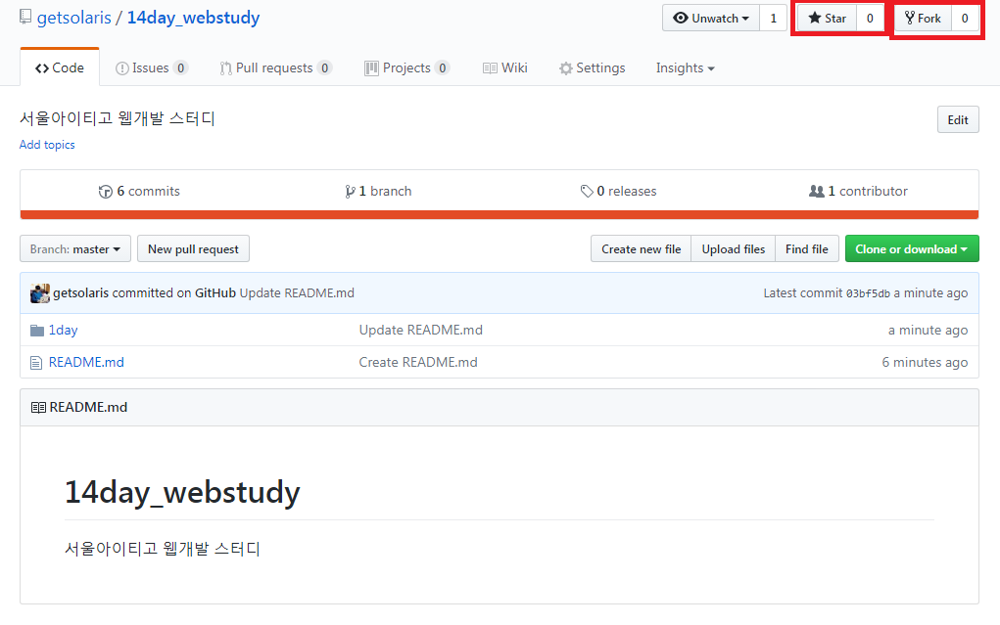 getsolaris / 14day_webstudy
Unwatch 1 Star 0 Fork 0
Code Issues 0 Pull requests 0 Projects 0 Wiki Settings Insights
서울아이티고 웹개발 스터디
Edit
Add topics
6 commits 1 branch 0 releases 1 contributor
Branch: master New pull request Create new file Upload files Find file Clone or download
getsolaris committed on GitHub Update README.md Latest commit 03bf5db a minute ago
1day Update README.md a minute ago
README.md Create README.md 6 minutes ago
README.md
14day_webstudy
서울아이티고 웹개발 스터디